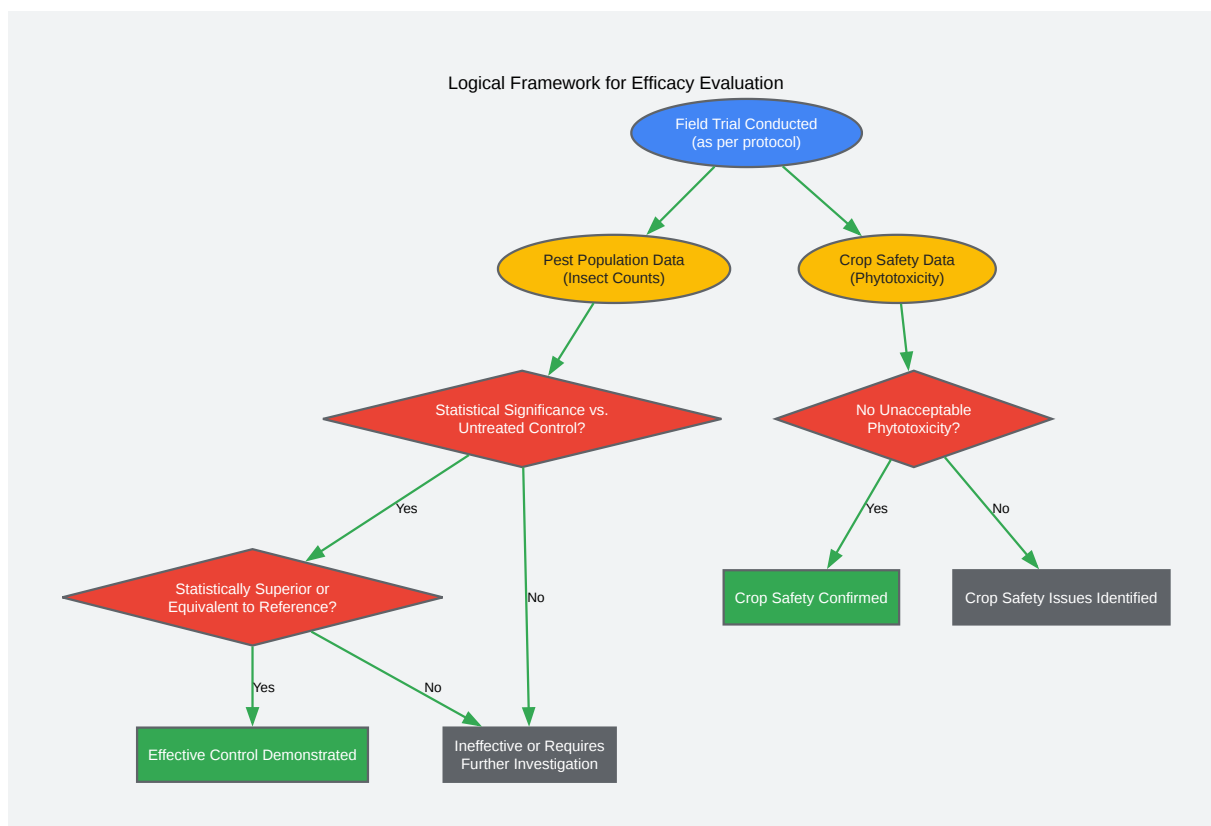 Logical Framework for Efficacy Evaluation
Field Trial Conducted
(as per protocol)
Pest Population Data
(Insect Counts)
Crop Safety Data
(Phytotoxicity)
Statistical Significance vs.
Untreated Control?
No Unacceptable
Phytotoxicity?
Yes
Yes
No
Statistically Superior or
Equivalent to Reference?
No
Crop Safety Confirmed
Crop Safety Issues Identified
Yes
No
Effective Control Demonstrated
Ineffective or Requires
Further Investigation